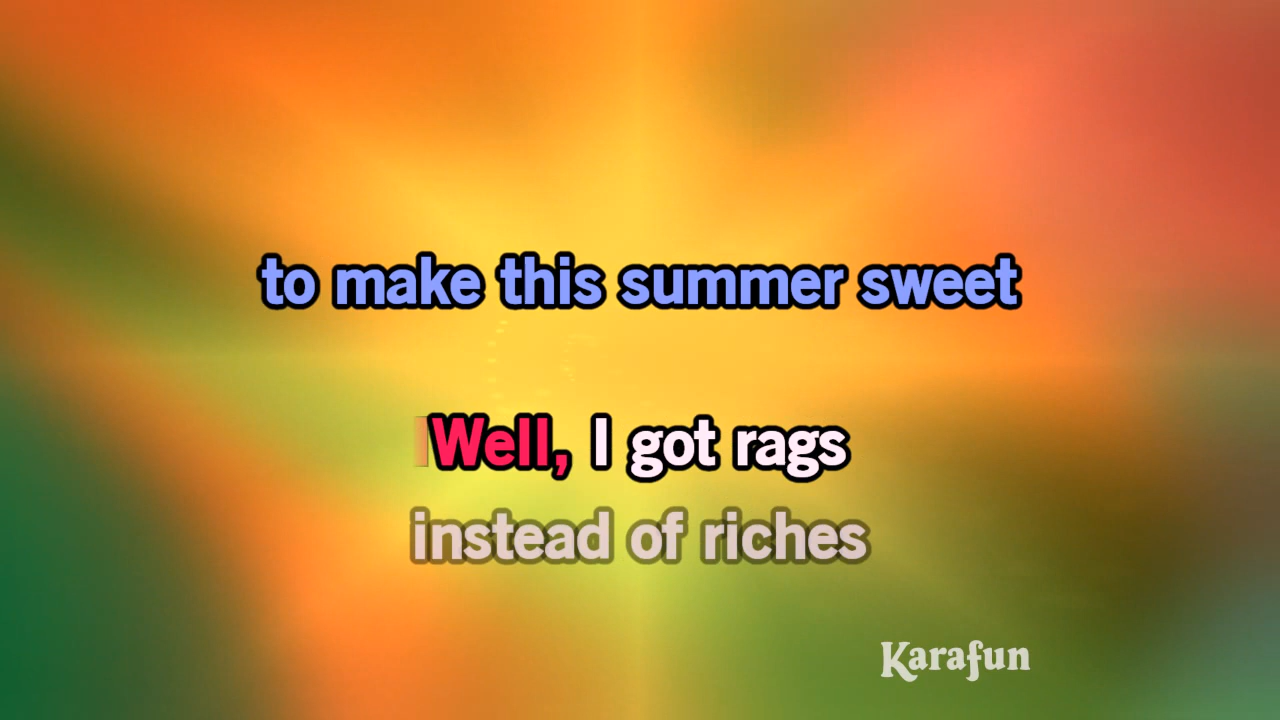 to make this summer sweet
Well, I got rags
instead of riches
Karafun